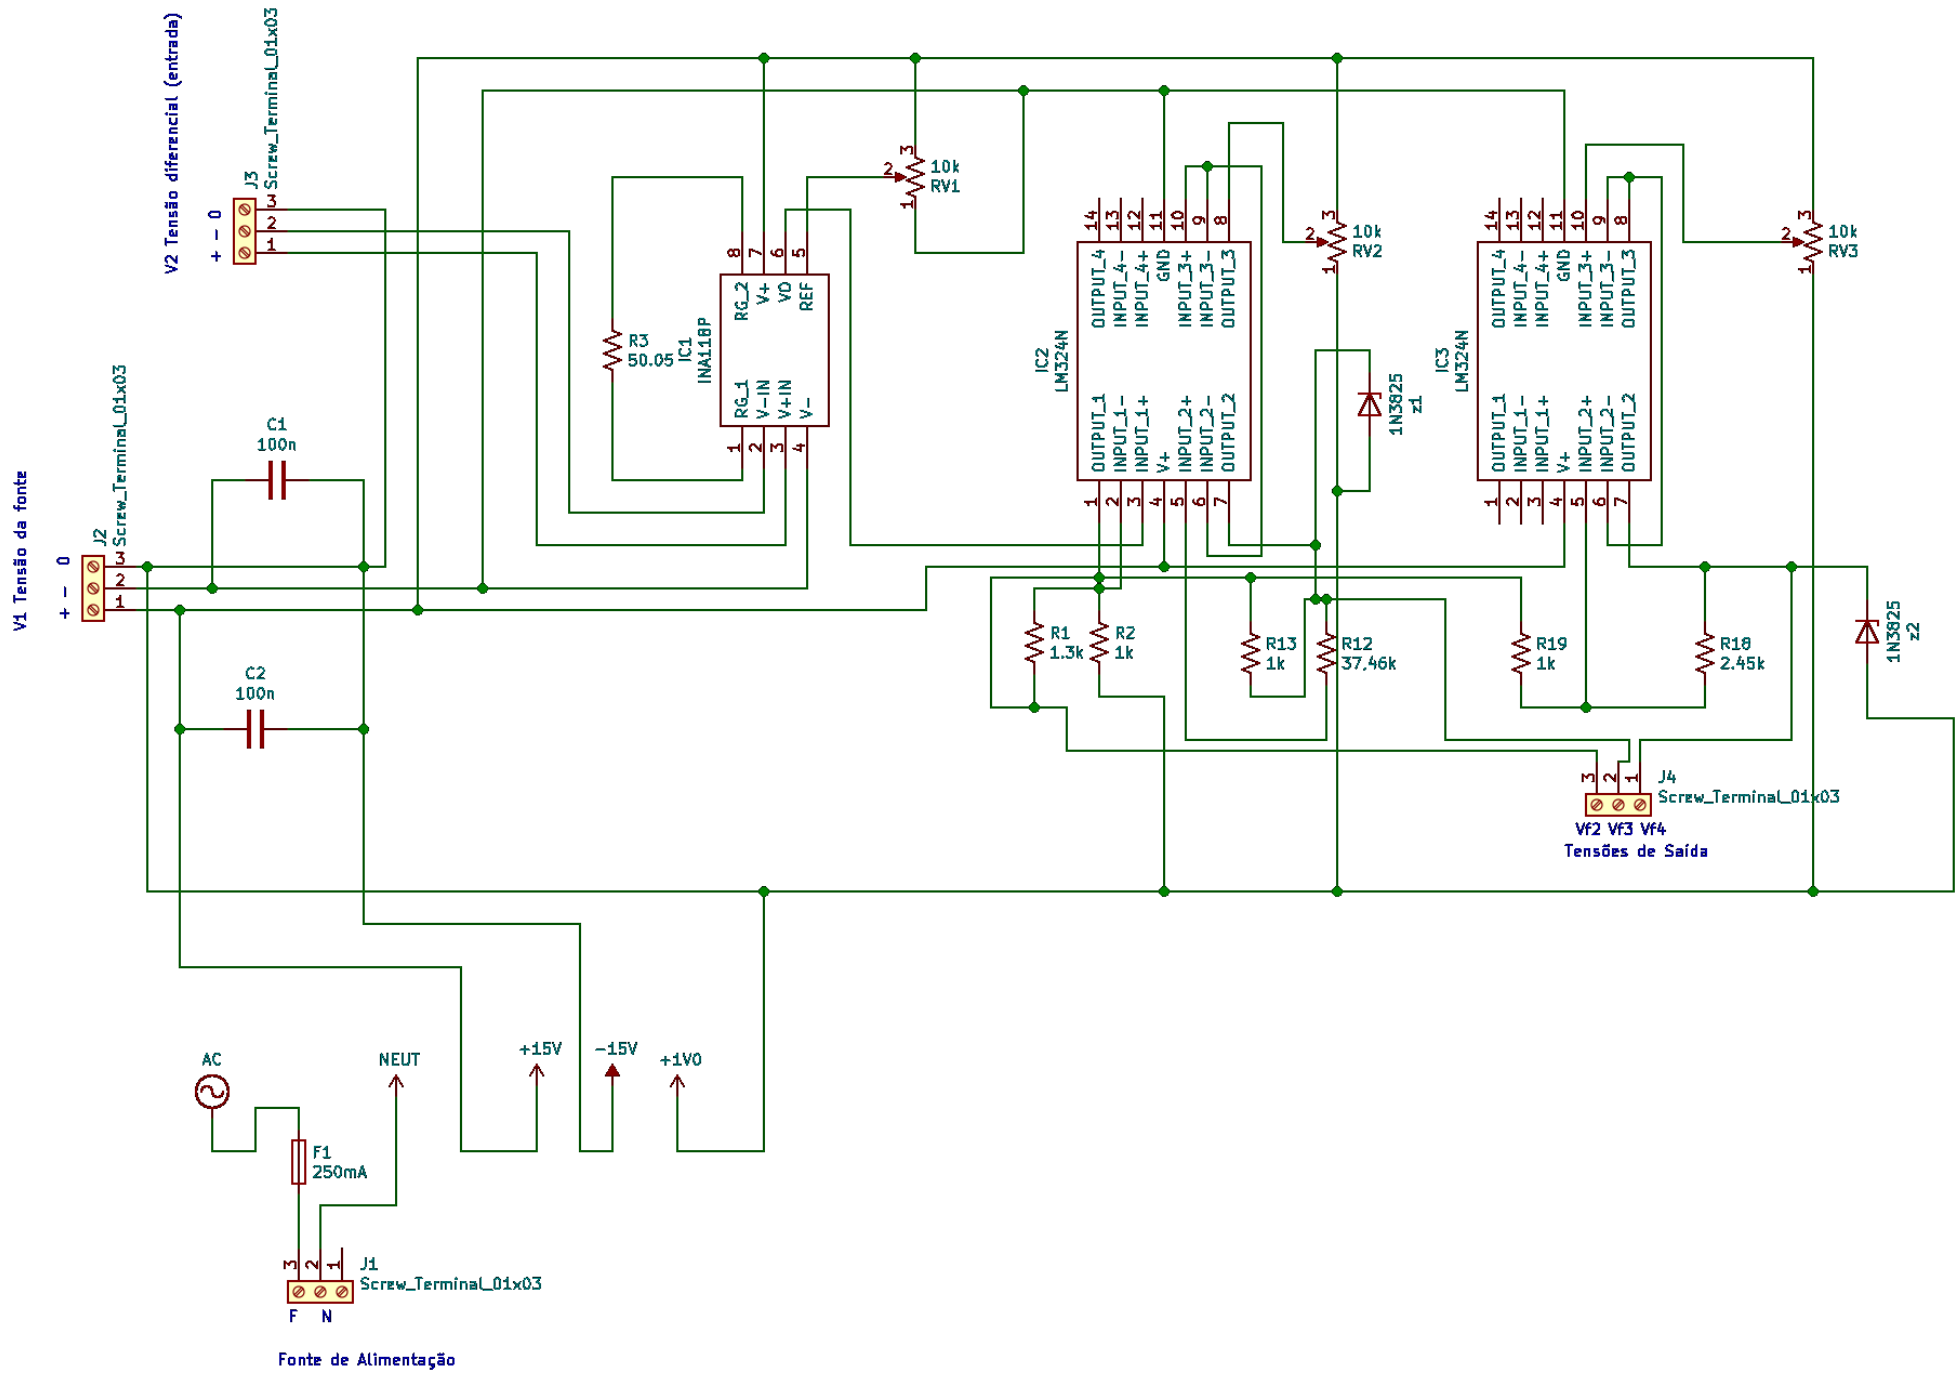 V2 Tensão diferencial (entrada)
+ - 0
J3
Screw_Terminal_01x03
3
2
1
V1 Tensão da fonte
+ - 0
J2
Screw_Terminal_01x03
3
2
1
C1
100n
C2
100n
R3
50.05
IC1
INA118P
8
7
6
5
RG_2
V+
VO
REF
RG_1
V-IN
V+IN
V-
1
2
3
4
3
2
1
10k
RV1
IC2
LM324N
14
13
12
11
10
9
8
OUTPUT_4
INPUT_4-
INPUT_4+
GND
INPUT_3+
INPUT_3-
OUTPUT_3
OUTPUT_1
INPUT_1-
INPUT_1+
V+
INPUT_2+
INPUT_2-
OUTPUT_2
1
2
3
4
5
6
7
3
2
1
10k
RV2
1N3825
z1
IC3
LM324N
14
13
12
11
10
9
8
OUTPUT_4
INPUT_4-
INPUT_4+
GND
INPUT_3+
INPUT_3-
OUTPUT_3
OUTPUT_1
INPUT_1-
INPUT_1+
V+
INPUT_2+
INPUT_2-
OUTPUT_2
1
2
3
4
5
6
7
3
2
1
10k
RV3
R1
1.3k
R2
1k
R13
1k
R12
37.46k
R19
1k
R18
2.45k
1N3825
z2
3
2
1
J4
Screw_Terminal_01x03
Vf2 Vf3 Vf4
Tensões de Saída
AC
NEUT
+15V
-15V
+1V0
F1
250mA
3
2
1
J1
Screw_Terminal_01x03
F N
Fonte de Alimentação